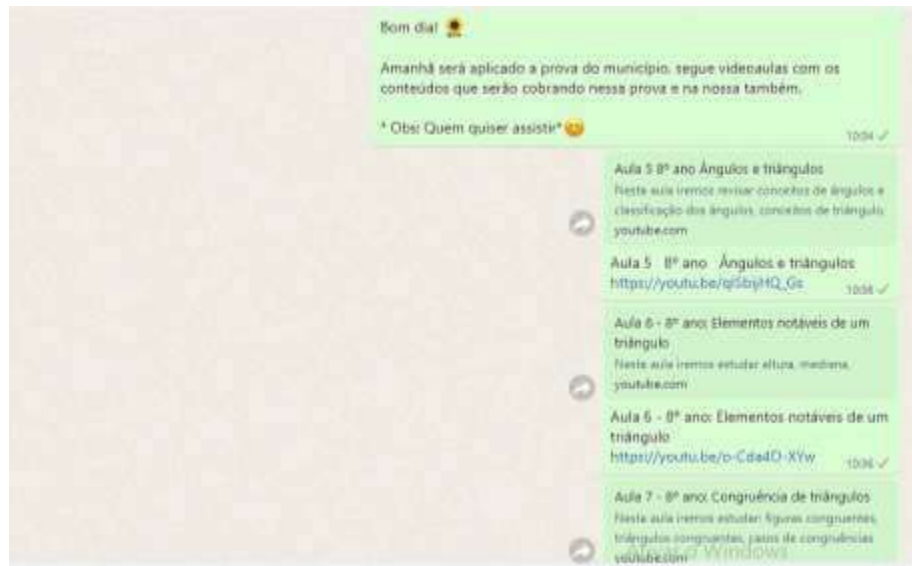 Bom dia!
Amanhã será aplicado a prova do município, segue videoaulas com os
conteúdos que serão cobrando nessa prova e na nossa também.
* Obs: Quem quiser assistir*
10:04
Aula 5 8º ano Ângulos e triângulos
Nesta aula iremos revisar conceitos de ângulos e
classificação dos ângulos, conceitos de triângulo,
youtube.com
Aula 5 8º ano Ângulos e triângulos
https://youtu.be/
10:06
Aula 6 - 8º ano: Elementos notáveis de um
triângulo
Nesta aula iremos estudar altura, mediana,
youtube.com
Aula 6 - 8º ano: Elementos notáveis de um
triângulo
https://youtu.be/o-Cda4O-XYw
10:06
Aula 7 - 8º ano: Congruência de triângulos
Nesta aula iremos estudar: figuras congruentes,
triângulos congruentes, casos de congruências
youtube.com
Ativar o Windows